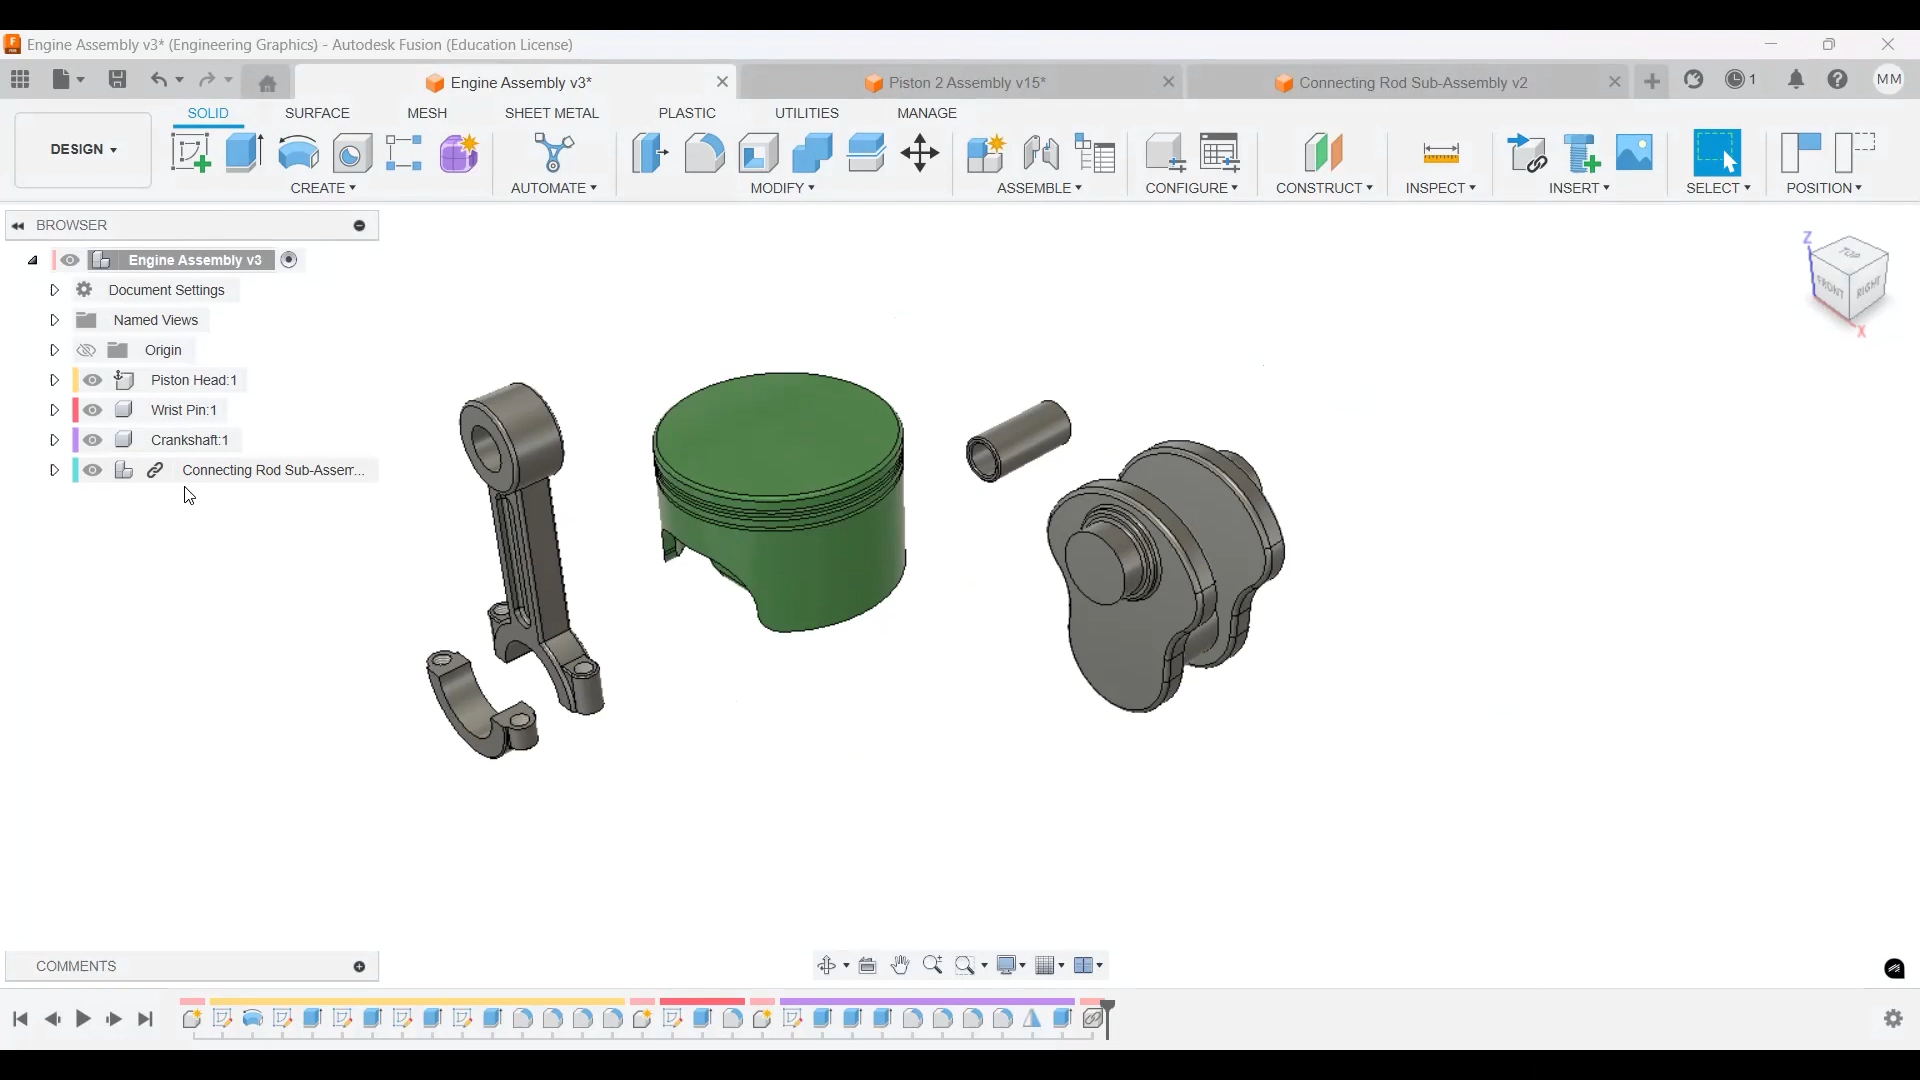 Engine Assembly v3* (Engineering Graphics) - Autodesk Fusion (Education License)
Engine Assembly v3*
Piston 2 Assembly v15*
Connecting Rod Sub-Assembly v2
1
MM
SOLID
SURFACE
MESH
SHEET METAL
PLASTIC
UTILITIES
MANAGE
DESIGN
CREATE
AUTOMATE
MODIFY
ASSEMBLE
CONFIGURE
CONSTRUCT
INSPECT
INSERT
SELECT
POSITION
BROWSER
Engine Assembly v3
Document Settings
Named Views
Origin
Piston Head:1
Wrist Pin:1
Crankshaft:1
Connecting Rod Sub-Assem...
Z
TOP
FRONT
RIGHT
X
COMMENTS